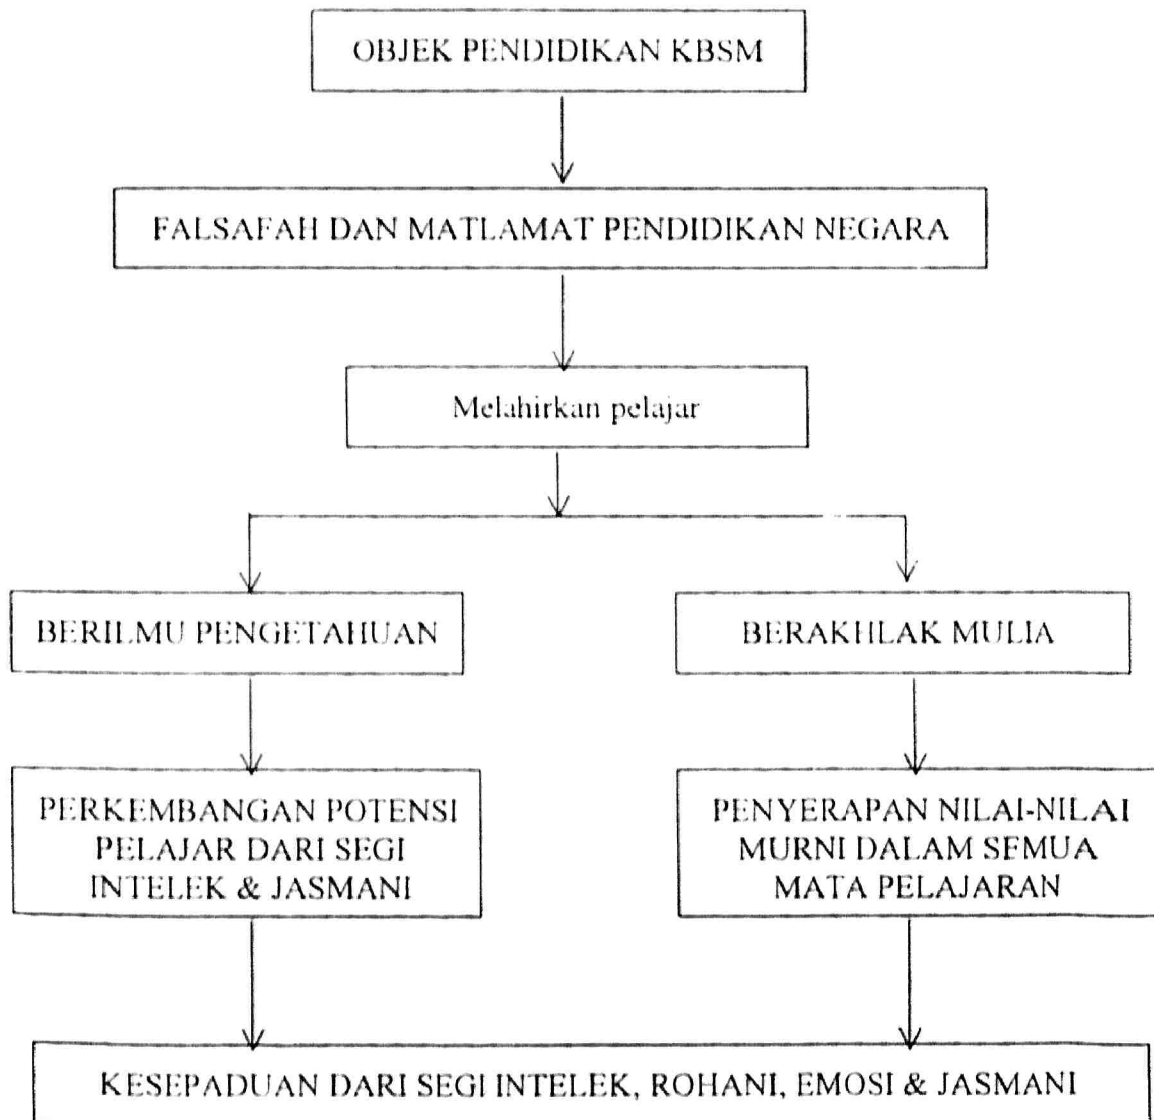 OBJEK PENDIDIKAN KBSM
FALSAFAH DAN MATLAMAT PENDIDIKAN NEGARA
Melahirkan pelajar
BERILMU PENGETAHUAN
BERAKHLAK MULIA
PERKEMBANGAN POTENSI
PELAJAR DARI SEGI
INTELEK & JASMANI
PENYERAPAN NILAI-NILAI
MURNI DALAM SEMUA
MATA PELAJARAN
KESEPADUAN DARI SEGI INTELEK, ROHANI, EMOSI & JASMANI